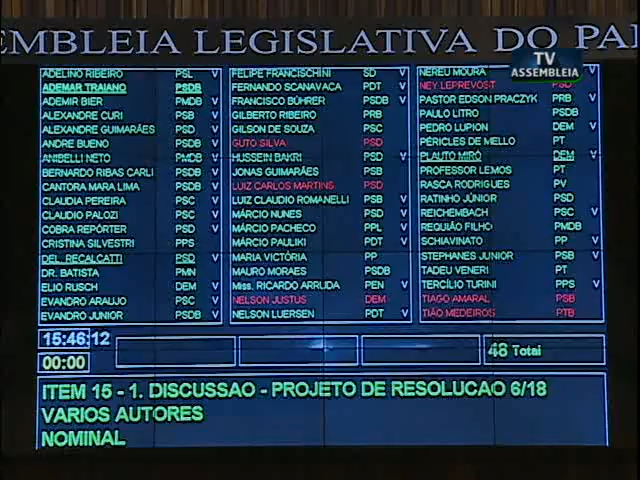 EMBLEIA LEGISLATIVA DO PA
TV
ASSEMBLEIA
ADELINO RIBEIRO PSL V
ADEMAR TRAIANO PSDB
ADEMIR BIER PMDB V
ALEXANDRE CURI PSB V
ALEXANDRE GUIMARÃES PSD V
ANDRE BUENO PSDB V
ANIBELLI NETO PMDB V
BERNARDO RIBAS CARLI PSDB V
CANTORA MARA LIMA PSDB V
CLAUDIA PEREIRA PSC V
CLAUDIO PALOZI PSC V
COBRA REPÓRTER PSD V
CRISTINA SILVESTRI PPS
DEL. RECALCATTI PSD V
DR. BATISTA PMN
ELIO RUSCH DEM V
EVANDRO ARAUJO PSC V
EVANDRO JUNIOR PSDB V
FELIPE FRANCISCHINI SD V
FERNANDO SCANAVACA PDT V
FRANCISCO BÜHRER PSDB V
GILBERTO RIBEIRO PRB
GILSON DE SOUZA PSC
GUTO SILVA PSD
HUSSEIN BAKRI PSD V
JONAS GUIMARÃES PSB
LUIZ CARLOS MARTINS PSD
LUIZ CLAUDIO ROMANELLI PSB V
MÁRCIO NUNES PSD V
MÁRCIO PACHECO PPL V
MÁRCIO PAULIKI PDT V
MARIA VICTÓRIA PP
MAURO MORAES PSDB
Miss. RICARDO ARRUDA PEN V
NELSON JUSTUS DEM
NELSON LUERSEN PDT V
NEREU MOURA V
NEY LEPREVOST PSD
PASTOR EDSON PRACZYK PRB V
PAULO LITRO PSDB
PEDRO LUPION DEM V
PÉRICLES DE MELLO PT
PLAUTO MIRÓ DEM V
PROFESSOR LEMOS PT
RASCA RODRIGUES PV
RATINHO JÚNIOR PSD
REICHEMBACH PSC V
REQUIÃO FILHO PMDB
SCHIAVINATO PP V
STEPHANES JUNIOR PSB V
TADEU VENERI PT
TERCÍLIO TURINI PPS V
TIAGO AMARAL PSB
TIÃO MEDEIROS PTB
15:46:12
00:00
48 Total
ITEM 15 - 1. DISCUSSAO - PROJETO DE RESOLUCAO 6/18
VARIOS AUTORES
NOMINAL